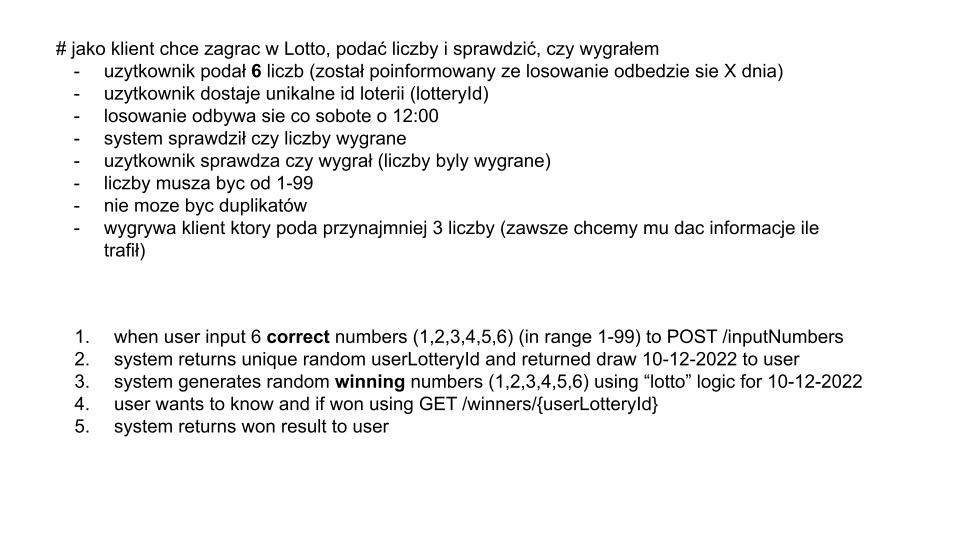 # jako klient chce zagrac w Lotto, podać liczby i sprawdzić, czy wygrałem
- uzytkownik podał 6 liczb (został poinformowany ze losowanie odbedzie sie X dnia)
- uzytkownik dostaje unikalne id loterii (lotteryId)
- losowanie odbywa sie co sobote o 12:00
- system sprawdził czy liczby wygrane
- uzytkownik sprawdza czy wygrał (liczby byly wygrane)
- liczby musza byc od 1-99
- nie moze byc duplikatów
- wygrywa klient ktory poda przynajmniej 3 liczby (zawsze chcemy mu dac informacje ile
trafił)
1. when user input 6 correct numbers (1,2,3,4,5,6) (in range 1-99) to POST /inputNumbers
2. system returns unique random userLotteryId and returned draw 10-12-2022 to user
3. system generates random winning numbers (1,2,3,4,5,6) using “lotto” logic for 10-12-2022
4. user wants to know and if won using GET /winners/{userLotteryId}
5. system returns won result to user